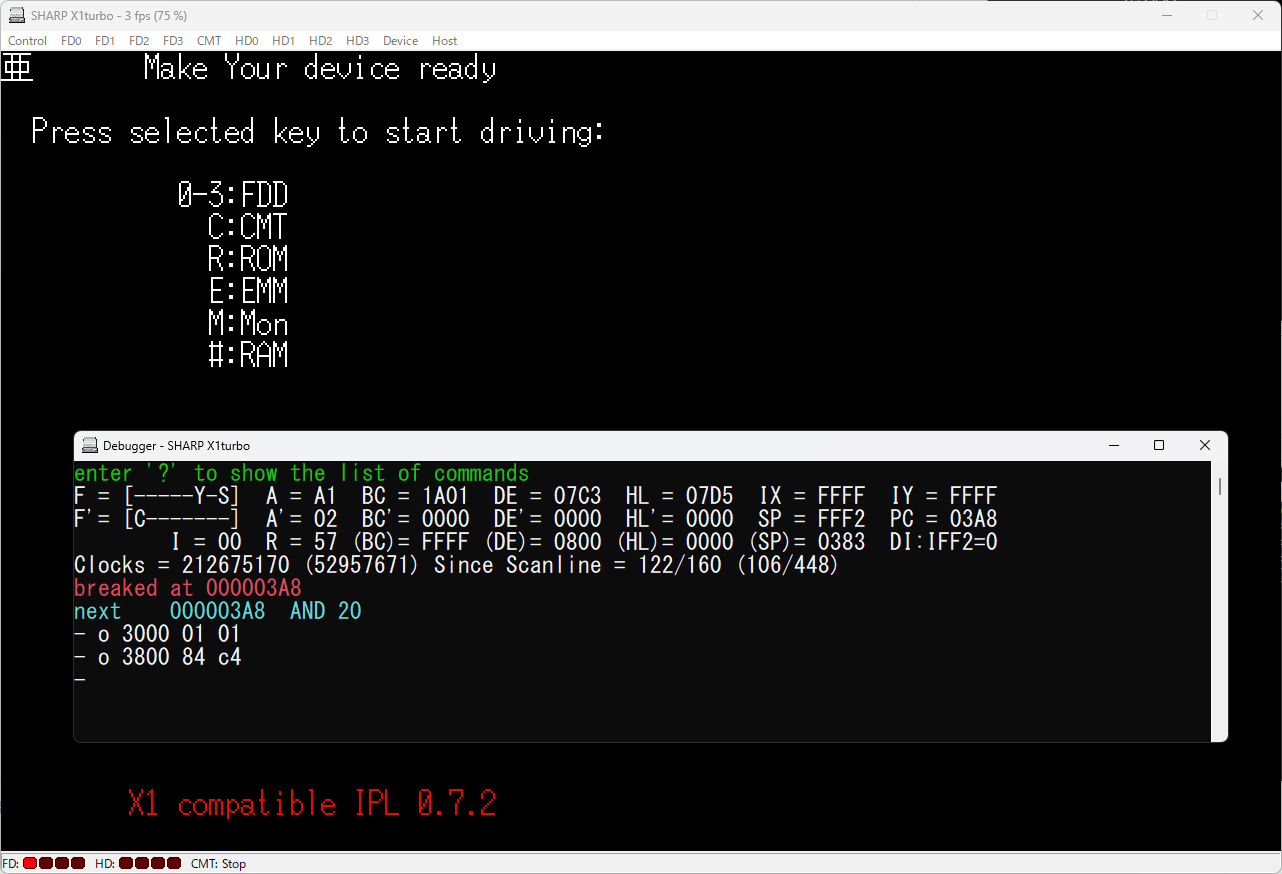 SHARP X1turbo - 3 fps (75 %)
Control FD0 FD1 FD2 FD3 CMT HD0 HD1 HD2 HD3 Device Host
亜 Make Your device ready
Press selected key to start driving:
0-3:FDD
C:CMT
R:ROM
E:EMM
M:Mon
#:RAM
Debugger - SHARP X1turbo
enter '?' to show the list of commands
F = [-----Y-S] A = A1 BC = 1A01 DE = 07C3 HL = 07D5 IX = FFFF IY = FFFF
F'= [C-------] A'= 02 BC'= 0000 DE'= 0000 HL'= 0000 SP = FFF2 PC = 03A8
I = 00 R = 57 (BC)= FFFF (DE)= 0800 (HL)= 0000 (SP)= 0383 DI:IFF2=0
Clocks = 212675170 (52957671) Since Scanline = 122/160 (106/448)
breaked at 000003A8
next 000003A8 AND 20
- o 3000 01 01
- o 3800 84 c4
-
X1 compatible IPL 0.7.2
FD: HD: CMT: Stop